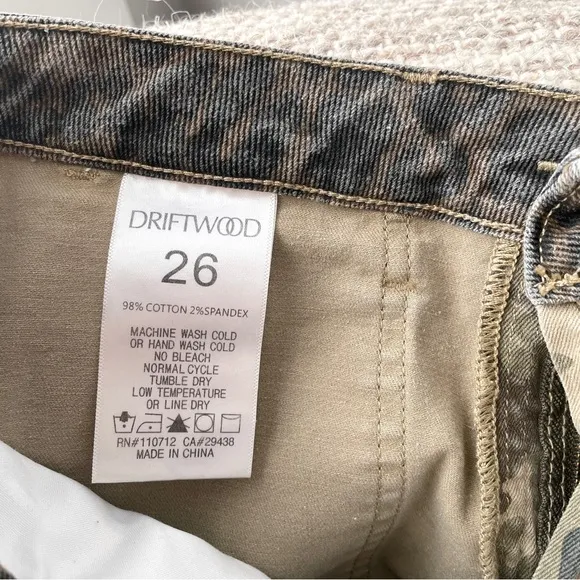 DRIFTWOOD
26
98% COTTON 2%SPANDEX
MACHINE WASH COLD
OR HAND WASH COLD
NO BLEACH
NORMAL CYCLE
TUMBLE DRY
LOW TEMPERATURE
OR LINE DRY
RN#110712 CA#29438
MADE IN CHINA